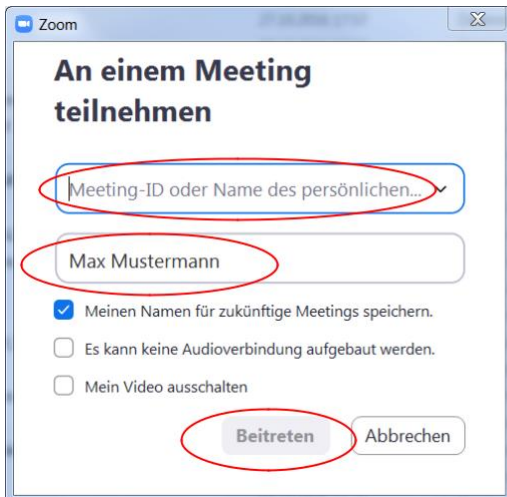 Zoom
An einem Meeting
teilnehmen
Meeting-ID oder Name des persönlichen...
Max Mustermann
Meinen Namen für zukünftige Meetings speichern.
Es kann keine Audioverbindung aufgebaut werden.
Mein Video ausschalten
Beitreten Abbrechen